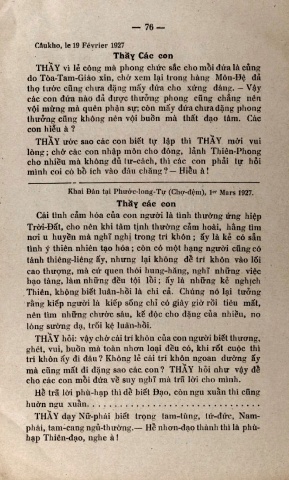 — 76 —
Câukho, le 19 Février 1927
Thầy Các con
THẦY vì lẽ công mà phong chức sắc cho mỗi đứa là cũng
do Tòa-Tam-Giáo xin, chờ xem lại trong hàng Môn-Đệ đã
thọ tước cũng chưa đặng mấy đứa cho xứng đáng. – Vậy
các con đứa nào đã được thưởng phong cũng chẳng nên
vội mừng mà quên phận sự; còn mấy đứa chưa đặng phong
thưởng cũng không nên vội buồn mà thất đạo tâm. Các
con hiểu à ?
THẦY ước sao các con biết tự lập thì THẦY mới vui
lòng; chớ các con nhập môn cho đông, lãnh Thiên-Phong
cho nhiều mà không đủ tư-cách, thì các con phải tự hỏi
mình coi có bồ ích vào đâu chăng ? — Hiểu à !
Khai Đàn tại Phước-long-Tự (Chợ-đệm), 1er Mars 1927.
Thầy các con
Cái tình cảm hóa của con người là tình thường ứng hiệp
Trời-Đất, cho nên khi tâm tịnh thường cảm hoài, hằng tìm
nơi u huyền mà nghĩ nghị trong trí khôn ; ấy là kẻ có sẵn
tính ý thiên nhiên tạo hóa ; còn có một hạng người cũng có
tánh thiêng-liêng ấy, nhưng lại không để trí khôn vào lối
cao thượng, mà cứ quen thói hung-hăng, nghĩ những việc
bạo tàng, làm những đều tội lỗi ; ấy là những kẻ nghịch
Thiên, không biết luân-hồi là chi cả. Chúng nó lại tưởng
rằng kiếp người là kiếp sống chỉ có giây giờ rồi tiêu mất,
nên tìm những chước sâu, kế độc cho đặng của nhiều, no
lòng sướng dạ, trối kệ luân-hồi.
THẦY hỏi: vậy chớ cái trí khôn của con người biết thương,
ghét, vui, buồn mà toàn nhơn loại đều có, khi rốt cuộc thì
trí khôn ấy đi đâu ? Không lẽ cái trí khôn ngoan dường ấy
mà cũng mất đi đặng sao các con ? THẦY hỏi như vậy để
cho các con mỗi đứa về suy nghĩ mà trả lời cho mình.
Hễ trả lời phù-hạp thì dễ biết Đạo, còn ngu xuẩn thì cũng
huờn ngu xuẩn. . . . . . . . . . . . . . . . . . . . . . . . . . . . . . .
THẦY dạy Nữ-phái biết trọng tam-tùng, tứ-đức, Nam-
phái, tam-cang ngũ-thường.— Hễ nhơn-đạo thành thì là phù-
hạp Thiên-đạo, nghe à !